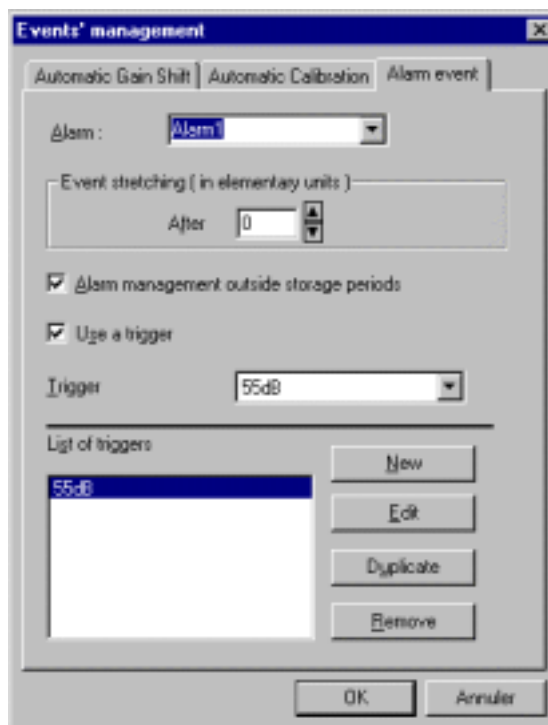 Events' management
Automatic Gain Shift Automatic Calibration Alarm event
Alarm : Alarm1
Event stretching ( in elementary units )
After 0
Alarm management outside storage periods
Use a trigger
Trigger 55dB
List of triggers
55dB
New
Edit
Duplicate
Remove
OK Annuler